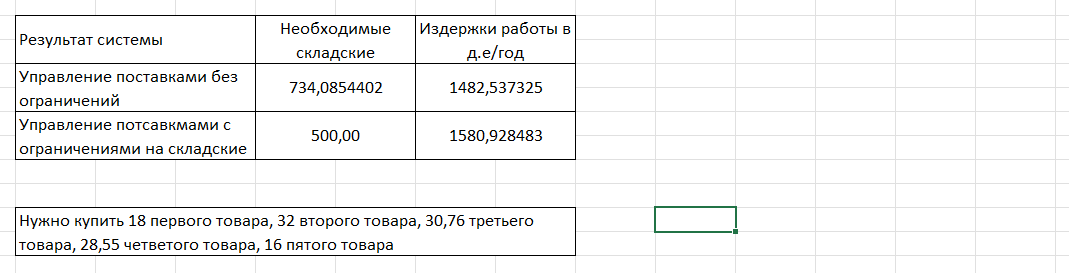 Результат системы
Необходимые
складские
Издержки работы в
д.е/год
Управление поставками без
ограничений
734,0854402
1482,537325
Управление потсавкмами с
ограничениями на складские
500,00
1580,928483
Нужно купить 18 первого товара, 32 второго товара, 30,76 третьего
товара, 28,55 четветого товара, 16 пятого товара